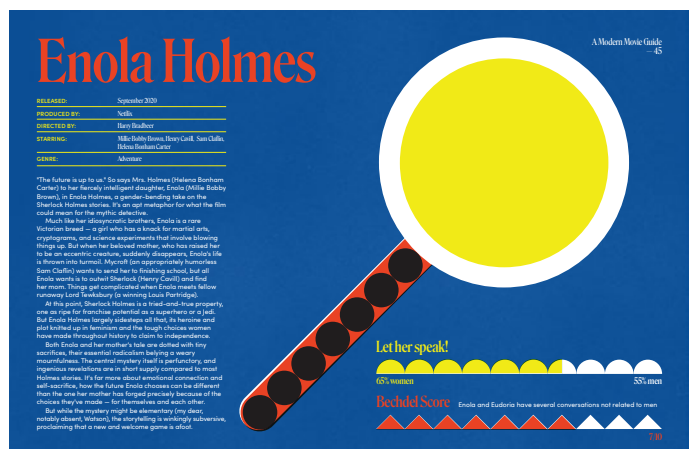 Enola Holmes
A Modern Movie Guide
— 45
RELEASED: September 2020
PRODUCED BY: Netflix
DIRECTED BY: Harry Bradbeer
STARRING: Millie Bobby Brown, Henry Cavill, Sam Claflin,
Helena Bonham Carter
GENRE: Adventure
"The future is up to us." So says Mrs. Holmes (Helena Bonham
Carter) to her fiercely intelligent daughter, Enola (Millie Bobby
Brown), in Enola Holmes, a gender-bending take on the
Sherlock Holmes stories. It's an apt metaphor for what the film
could mean for the mythic detective.
Much like her idiosyncratic brothers, Enola is a rare
Victorian breed — a girl who has a knack for martial arts,
cryptograms, and science experiments that involve blowing
things up. But when her beloved mother, who has raised her
to be an eccentric creature, suddenly disappears, Enola's life
is thrown into turmoil. Mycroft (an appropriately humorless
Sam Claflin) wants to send her to finishing school, but all
Enola wants is to outwit Sherlock (Henry Cavill) and find
her mom. Things get complicated when Enola meets fellow
runaway Lord Tewksbury (a winning Louis Partridge).
At this point, Sherlock Holmes is a tried-and-true property,
one as ripe for franchise potential as a superhero or a Jedi.
But Enola Holmes largely sidesteps all that, its heroine and
plot knitted up in feminism and the tough choices women
have made throughout history to claim to independence.
Both Enola and her mother's tale are dotted with tiny
sacrifices, their essential radicalism belying a weary
mournfulness. The central mystery itself is perfunctory, and
ingenious revelations are in short supply compared to most
Holmes stories. It's far more about emotional connection and
self-sacrifice, how the future Enola chooses can be different
than the one her mother has forged precisely because of the
choices they've made — for themselves and each other.
But while the mystery might be elementary (my dear,
notably absent, Watson), the storytelling is winkingly subversive,
proclaiming that a new and welcome game is afoot.
Let her speak!
65% women 55% men
Bechdel Score Enola and Eudoria have several conversations not related to men
7/10